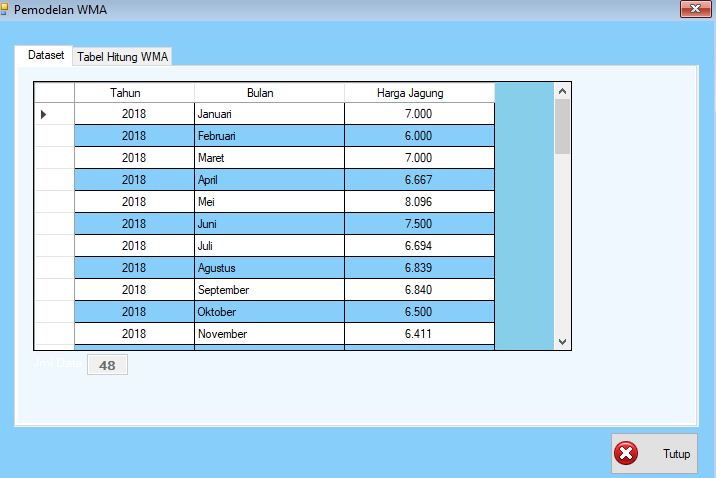 Pemodelan WMA
Dataset Tabel Hitung WMA
Tahun Bulan Harga Jagung
2018 Januari 7.000
2018 Februari 6.000
2018 Maret 7.000
2018 April 6.667
2018 Mei 8.096
2018 Juni 7.500
2018 Juli 6.694
2018 Agustus 6.839
2018 September 6.840
2018 Oktober 6.500
2018 November 6.411
48
Tutup